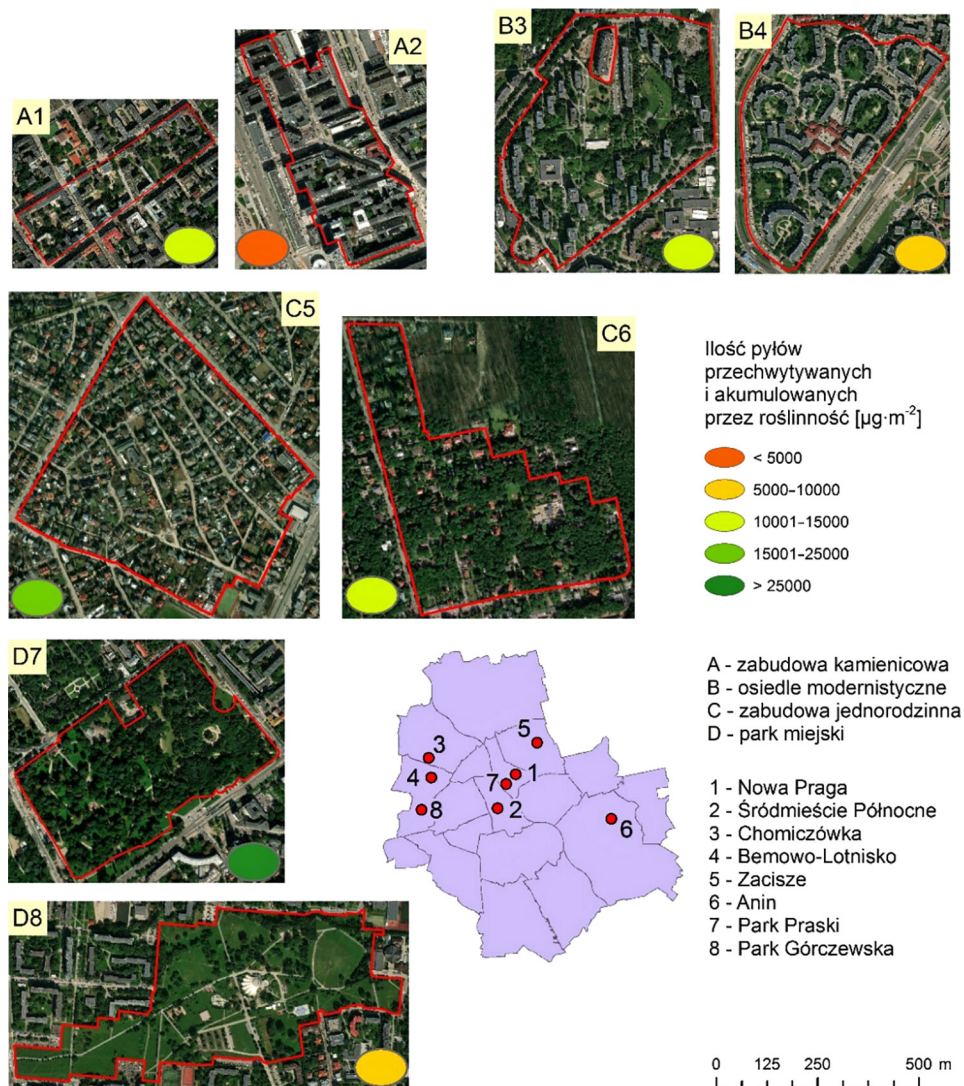 A1
A2
B3
B4
C5
C6
Ilość pyłów
przechwytywanych
i akumulowanych
przez roślinność [µg·m⁻²]
< 5000
5000–10000
10001–15000
15001–25000
> 25000
D7
A - zabudowa kamienicowa
B - osiedle modernistyczne
C - zabudowa jednorodzinna
D - park miejski
3
5
4
7
1
8
2
6
1 - Nowa Praga
2 - Śródmieście Północne
3 - Chomiczówka
4 - Bemowo-Lotnisko
5 - Zacisze
6 - Anin
7 - Park Praski
8 - Park Górczewska
D8
0 125 250 500 m